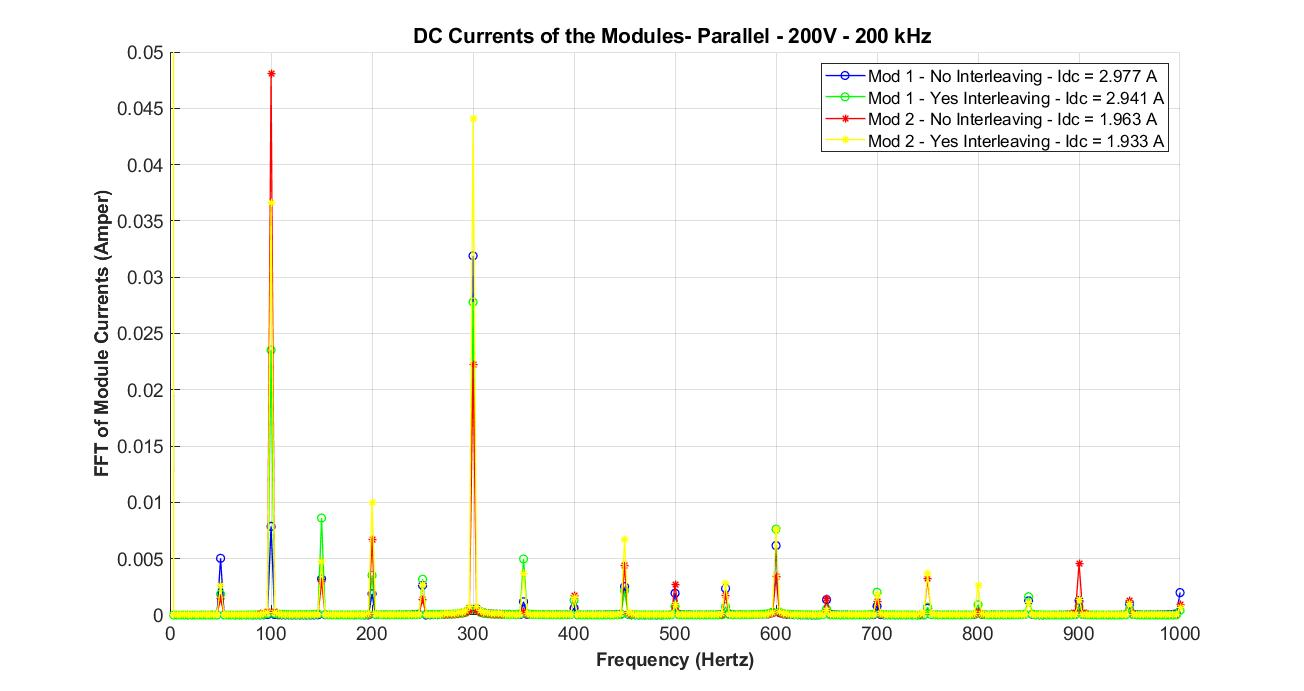 DC Currents of the Modules- Parallel - 200V - 200 kHz
Mod 1 - No Interleaving - Idc = 2.977 A
Mod 1 - Yes Interleaving - Idc = 2.941 A
Mod 2 - No Interleaving - Idc = 1.963 A
Mod 2 - Yes Interleaving - Idc = 1.933 A
FFT of Module Currents (Amper)
0.05
0.045
0.04
0.035
0.03
0.025
0.02
0.015
0.01
0.005
0
0 100 200 300 400 500 600 700 800 900 1000
Frequency (Hertz)